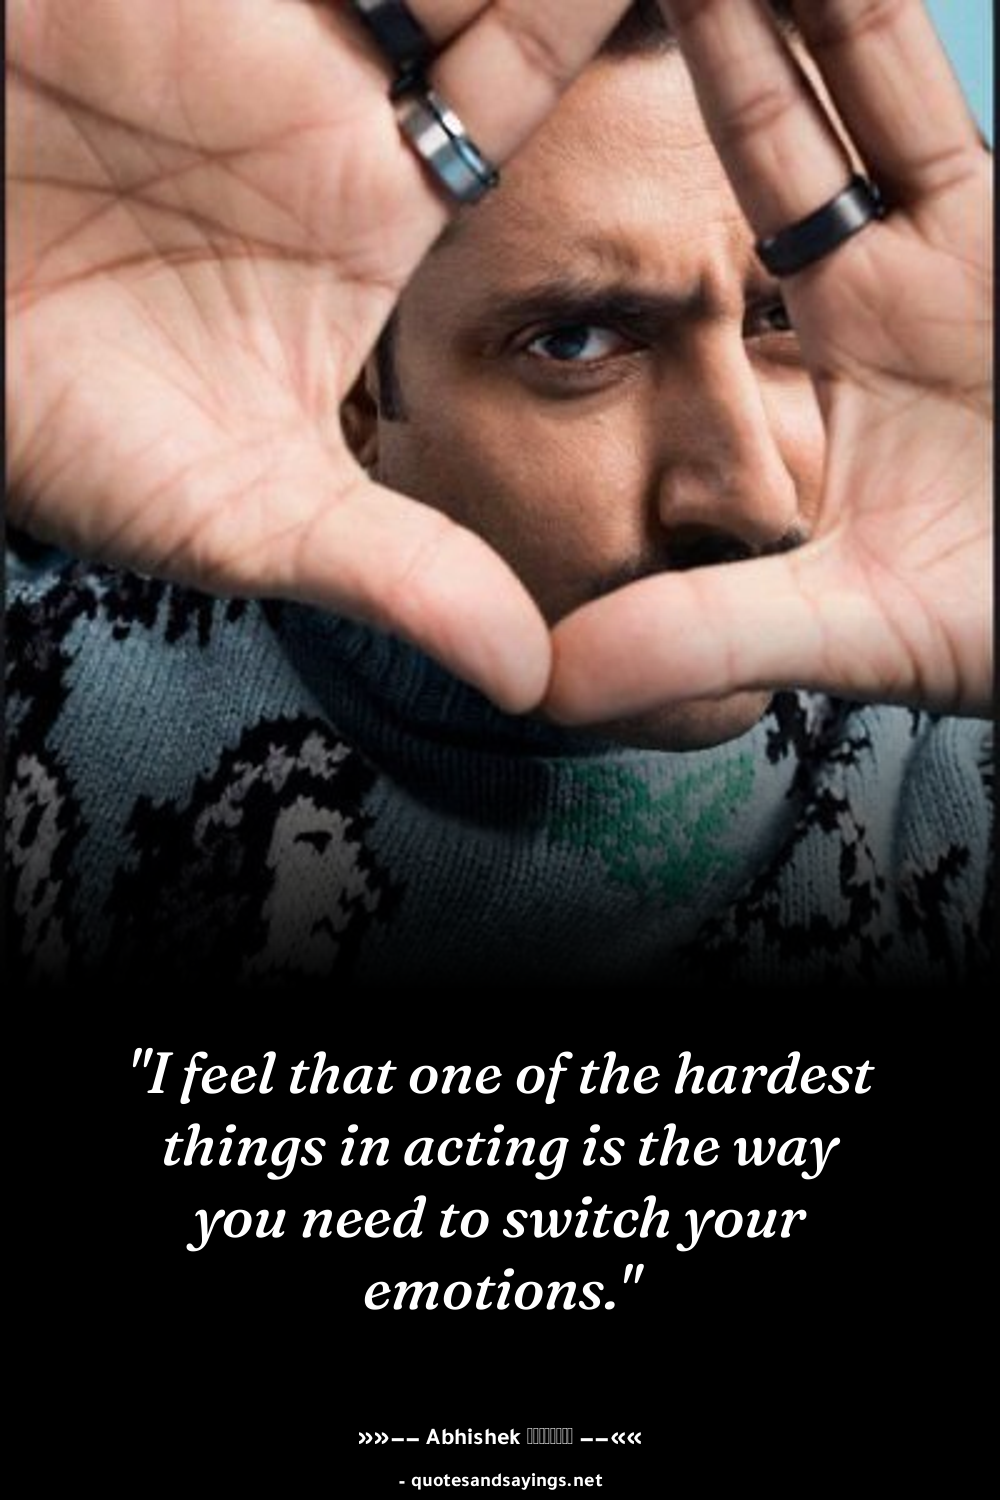 "I feel that one of the hardest
things in acting is the way
you need to switch your
emotions."
»»−− Abhishek −−««
- quotesandsayings.net